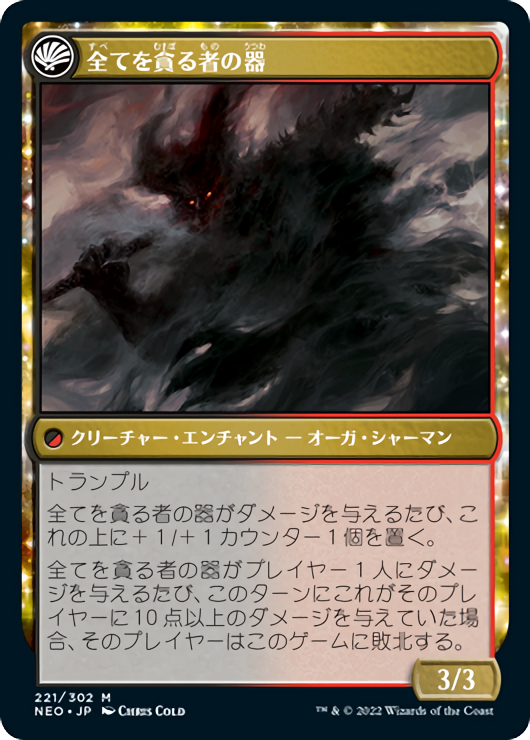 全てを貪る者の器
クリーチャー・エンチャント — オーガ・シャーマン
トランプル
全てを貪る者の器がダメージを与えるたび、こ
れの上に+1/+1カウンター1個を置く。
全てを貪る者の器がプレイヤー1人にダメー
ジを与えるたび、このターンにこれがそのプレ
イヤーに10点以上のダメージを与えていた場
合、そのプレイヤーはこのゲームに敗北する。
3/3
221/302 M
NEO • JP Chris Cold
™ & © 2022 Wizards of the Coast